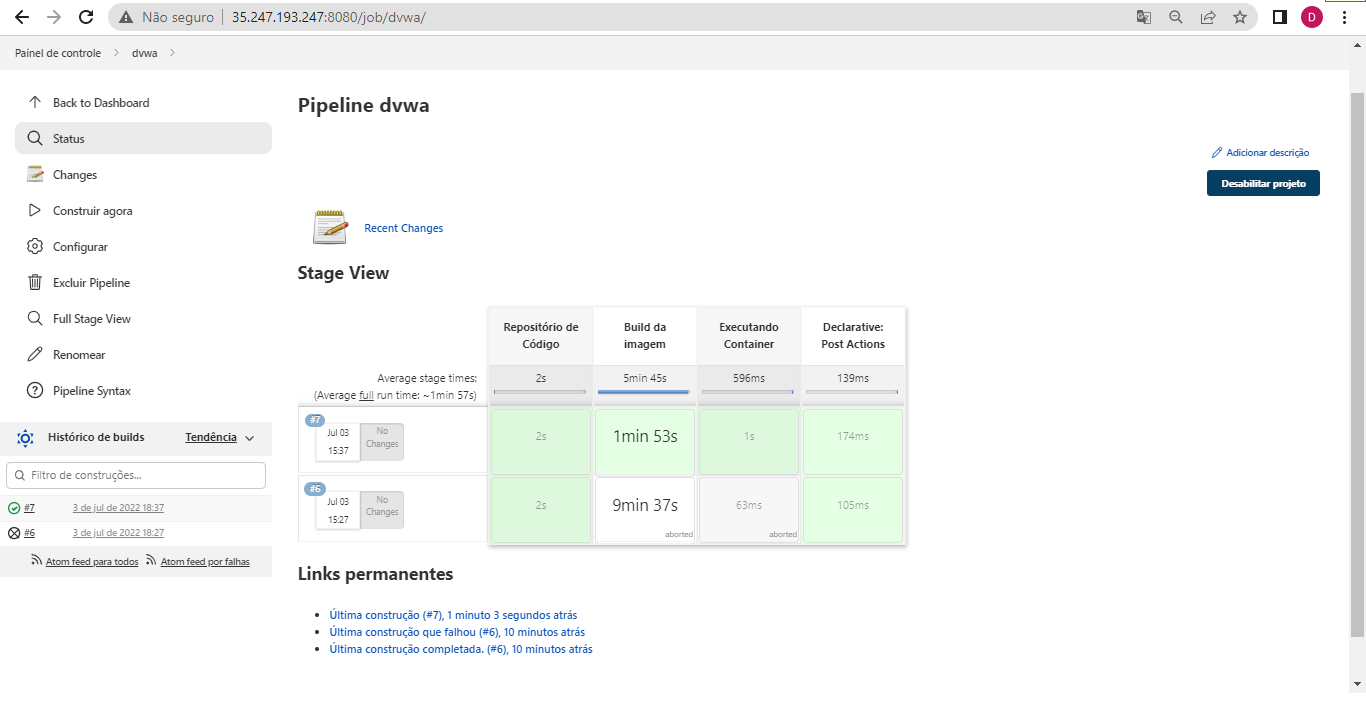 Não seguro
35.247.193.247:8080/job/dvwa/
D
Painel de controle
dvwa
Back to Dashboard
Status
Changes
Construir agora
Configurar
Excluir Pipeline
Full Stage View
Renomear
Pipeline Syntax
Histórico de builds
Tendência
Filtro de construções...
#7
3 de jul de 2022 18:37
#6
3 de jul de 2022 18:27
Atom feed para todos
Atom feed por falhas
Pipeline dvwa
Adicionar descrição
Desabilitar projeto
Recent Changes
Stage View
Repositório de
Código
Build da
imagem
Executando
Container
Declarative:
Post Actions
Average stage times:
(Average full run time: ~1min 57s)
2s
5min 45s
596ms
139ms
#7
Jul 03
15:37
No
Changes
2s
1min 53s
1s
174ms
#6
Jul 03
15:27
No
Changes
2s
9min 37s
aborted
63ms
aborted
105ms
Links permanentes
Última construção (#7), 1 minuto 3 segundos atrás
Última construção que falhou (#6), 10 minutos atrás
Última construção completada. (#6), 10 minutos atrás